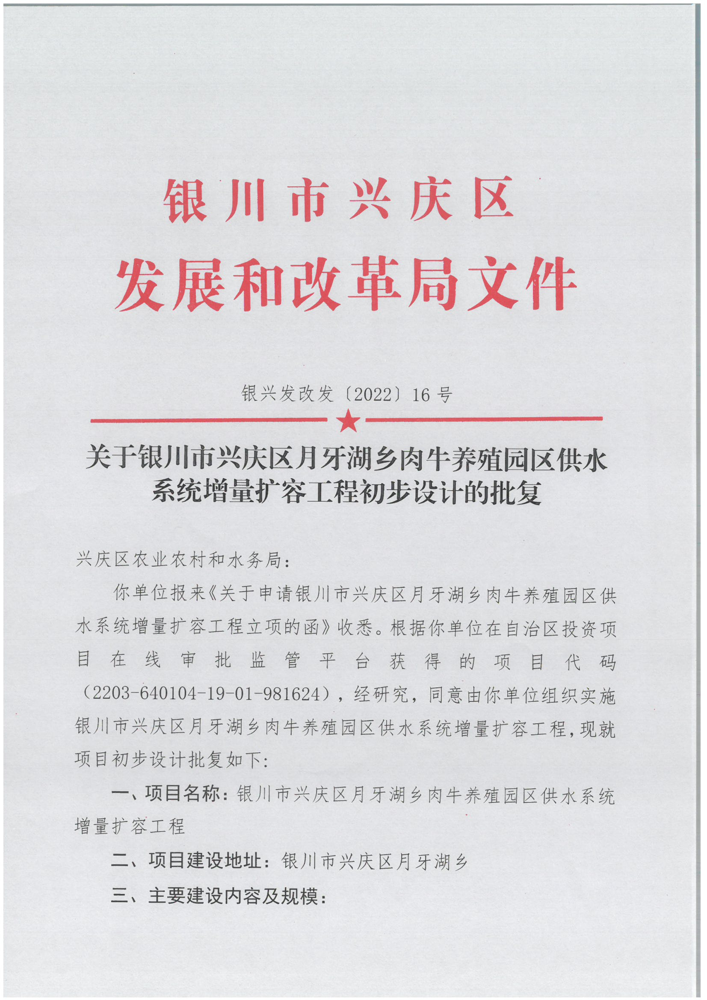 银川市兴庆区
发展和改革局文件
银兴发改发〔2022〕16 号
关于银川市兴庆区月牙湖乡肉牛养殖园区供水
系统增量扩容工程初步设计的批复
兴庆区农业农村和水务局：
你单位报来《关于申请银川市兴庆区月牙湖乡肉牛养殖园区供
水系统增量扩容工程立项的函》收悉。根据你单位在自治区投资项
目在线审批监管平台获得的项目代码
（2203-640104-19-01-981624），经研究，同意由你单位组织实施
银川市兴庆区月牙湖乡肉牛养殖园区供水系统增量扩容工程，现就
项目初步设计批复如下：
一、项目名称：银川市兴庆区月牙湖乡肉牛养殖园区供水系统
增量扩容工程
二、项目建设地址：银川市兴庆区月牙湖乡
三、主要建设内容及规模：